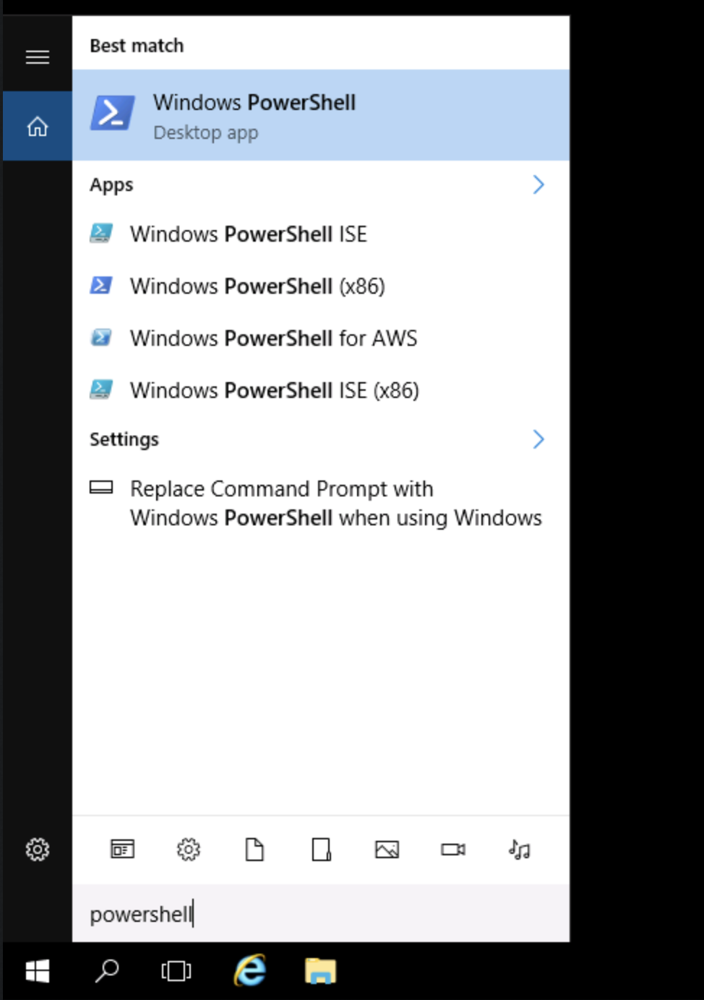 Best match
Windows PowerShell
Desktop app
Apps
Windows PowerShell ISE
Windows PowerShell (x86)
Windows PowerShell for AWS
Windows PowerShell ISE (x86)
Settings
Replace Command Prompt with
Windows PowerShell when using Windows
powershell